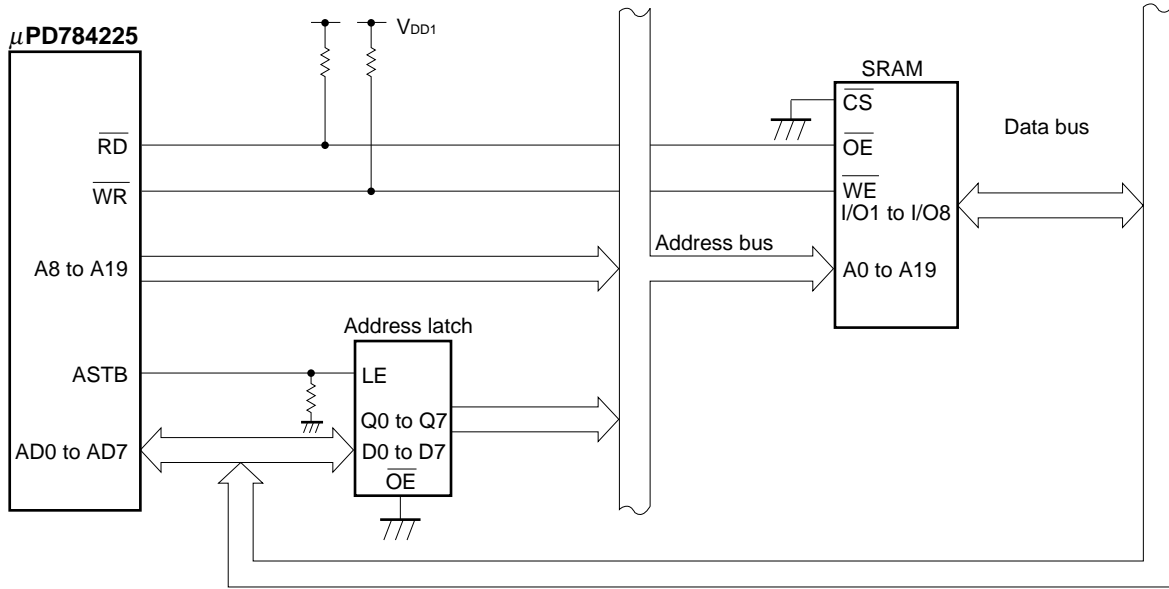 μPD784225
VDD1
RD
WR
A8 to A19
ASTB
AD0 to AD7
Address latch
LE
Q0 to Q7
D0 to D7
OE
Address bus
SRAM
CS
OE
WE
I/O1 to I/O8
A0 to A19
Data bus